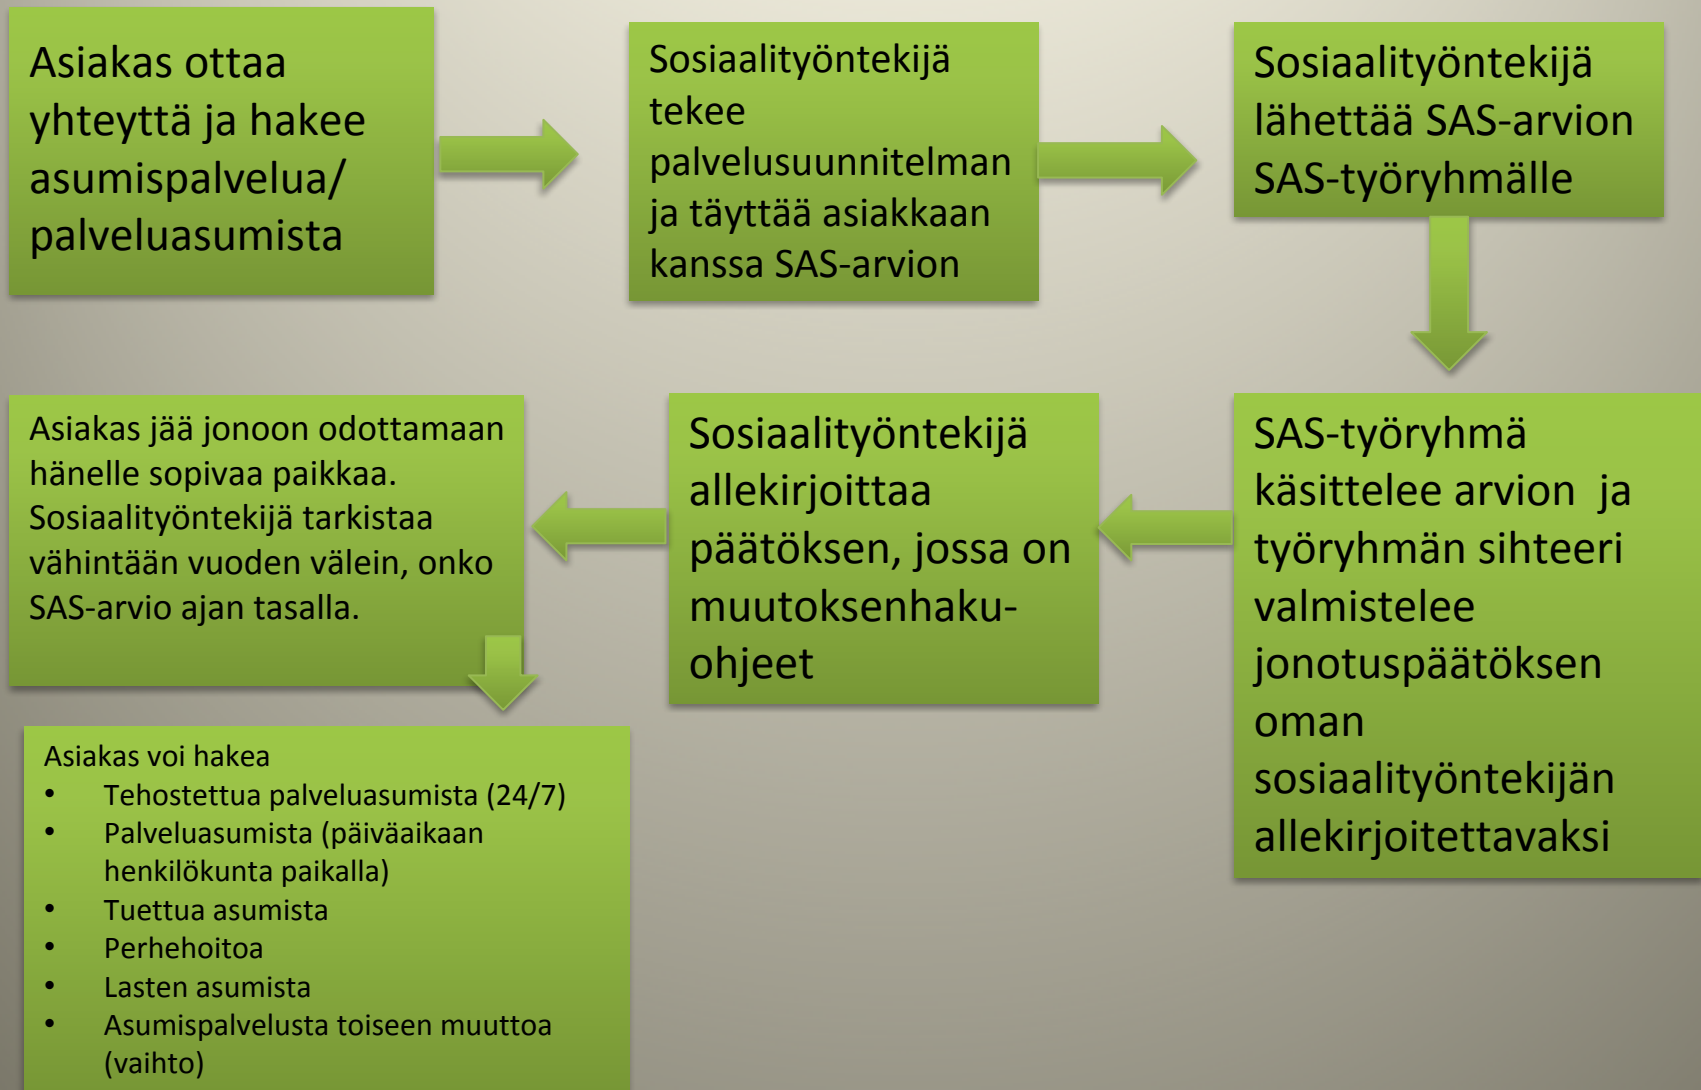 Asiakas ottaa
yhteyttä ja hakee
asumispalvelua/
palveluasumista
Sosiaalityöntekijä
tekee
palvelusuunnitelman
ja täyttää asiakkaan
kanssa SAS-arvion
Sosiaalityöntekijä
lähettää SAS-arvion
SAS-työryhmälle
SAS-työryhmä
käsittelee arvion ja
työryhmän sihteeri
valmistelee
jonotuspäätöksen
oman
sosiaalityöntekijän
allekirjoitettavaksi
Sosiaalityöntekijä
allekirjoittaa
päätöksen, jossa on
muutoksenhaku-
ohjeet
Asiakas jää jonoon odottamaan
hänelle sopivaa paikkaa.
Sosiaalityöntekijä tarkistaa
vähintään vuoden välein, onko
SAS-arvio ajan tasalla.
Asiakas voi hakea
• Tehostettua palveluasumista (24/7)
• Palveluasumista (päiväaikaan
henkilökunta paikalla)
• Tuettua asumista
• Perhehoitoa
• Lasten asumista
• Asumispalvelusta toiseen muuttoa
(vaihto)